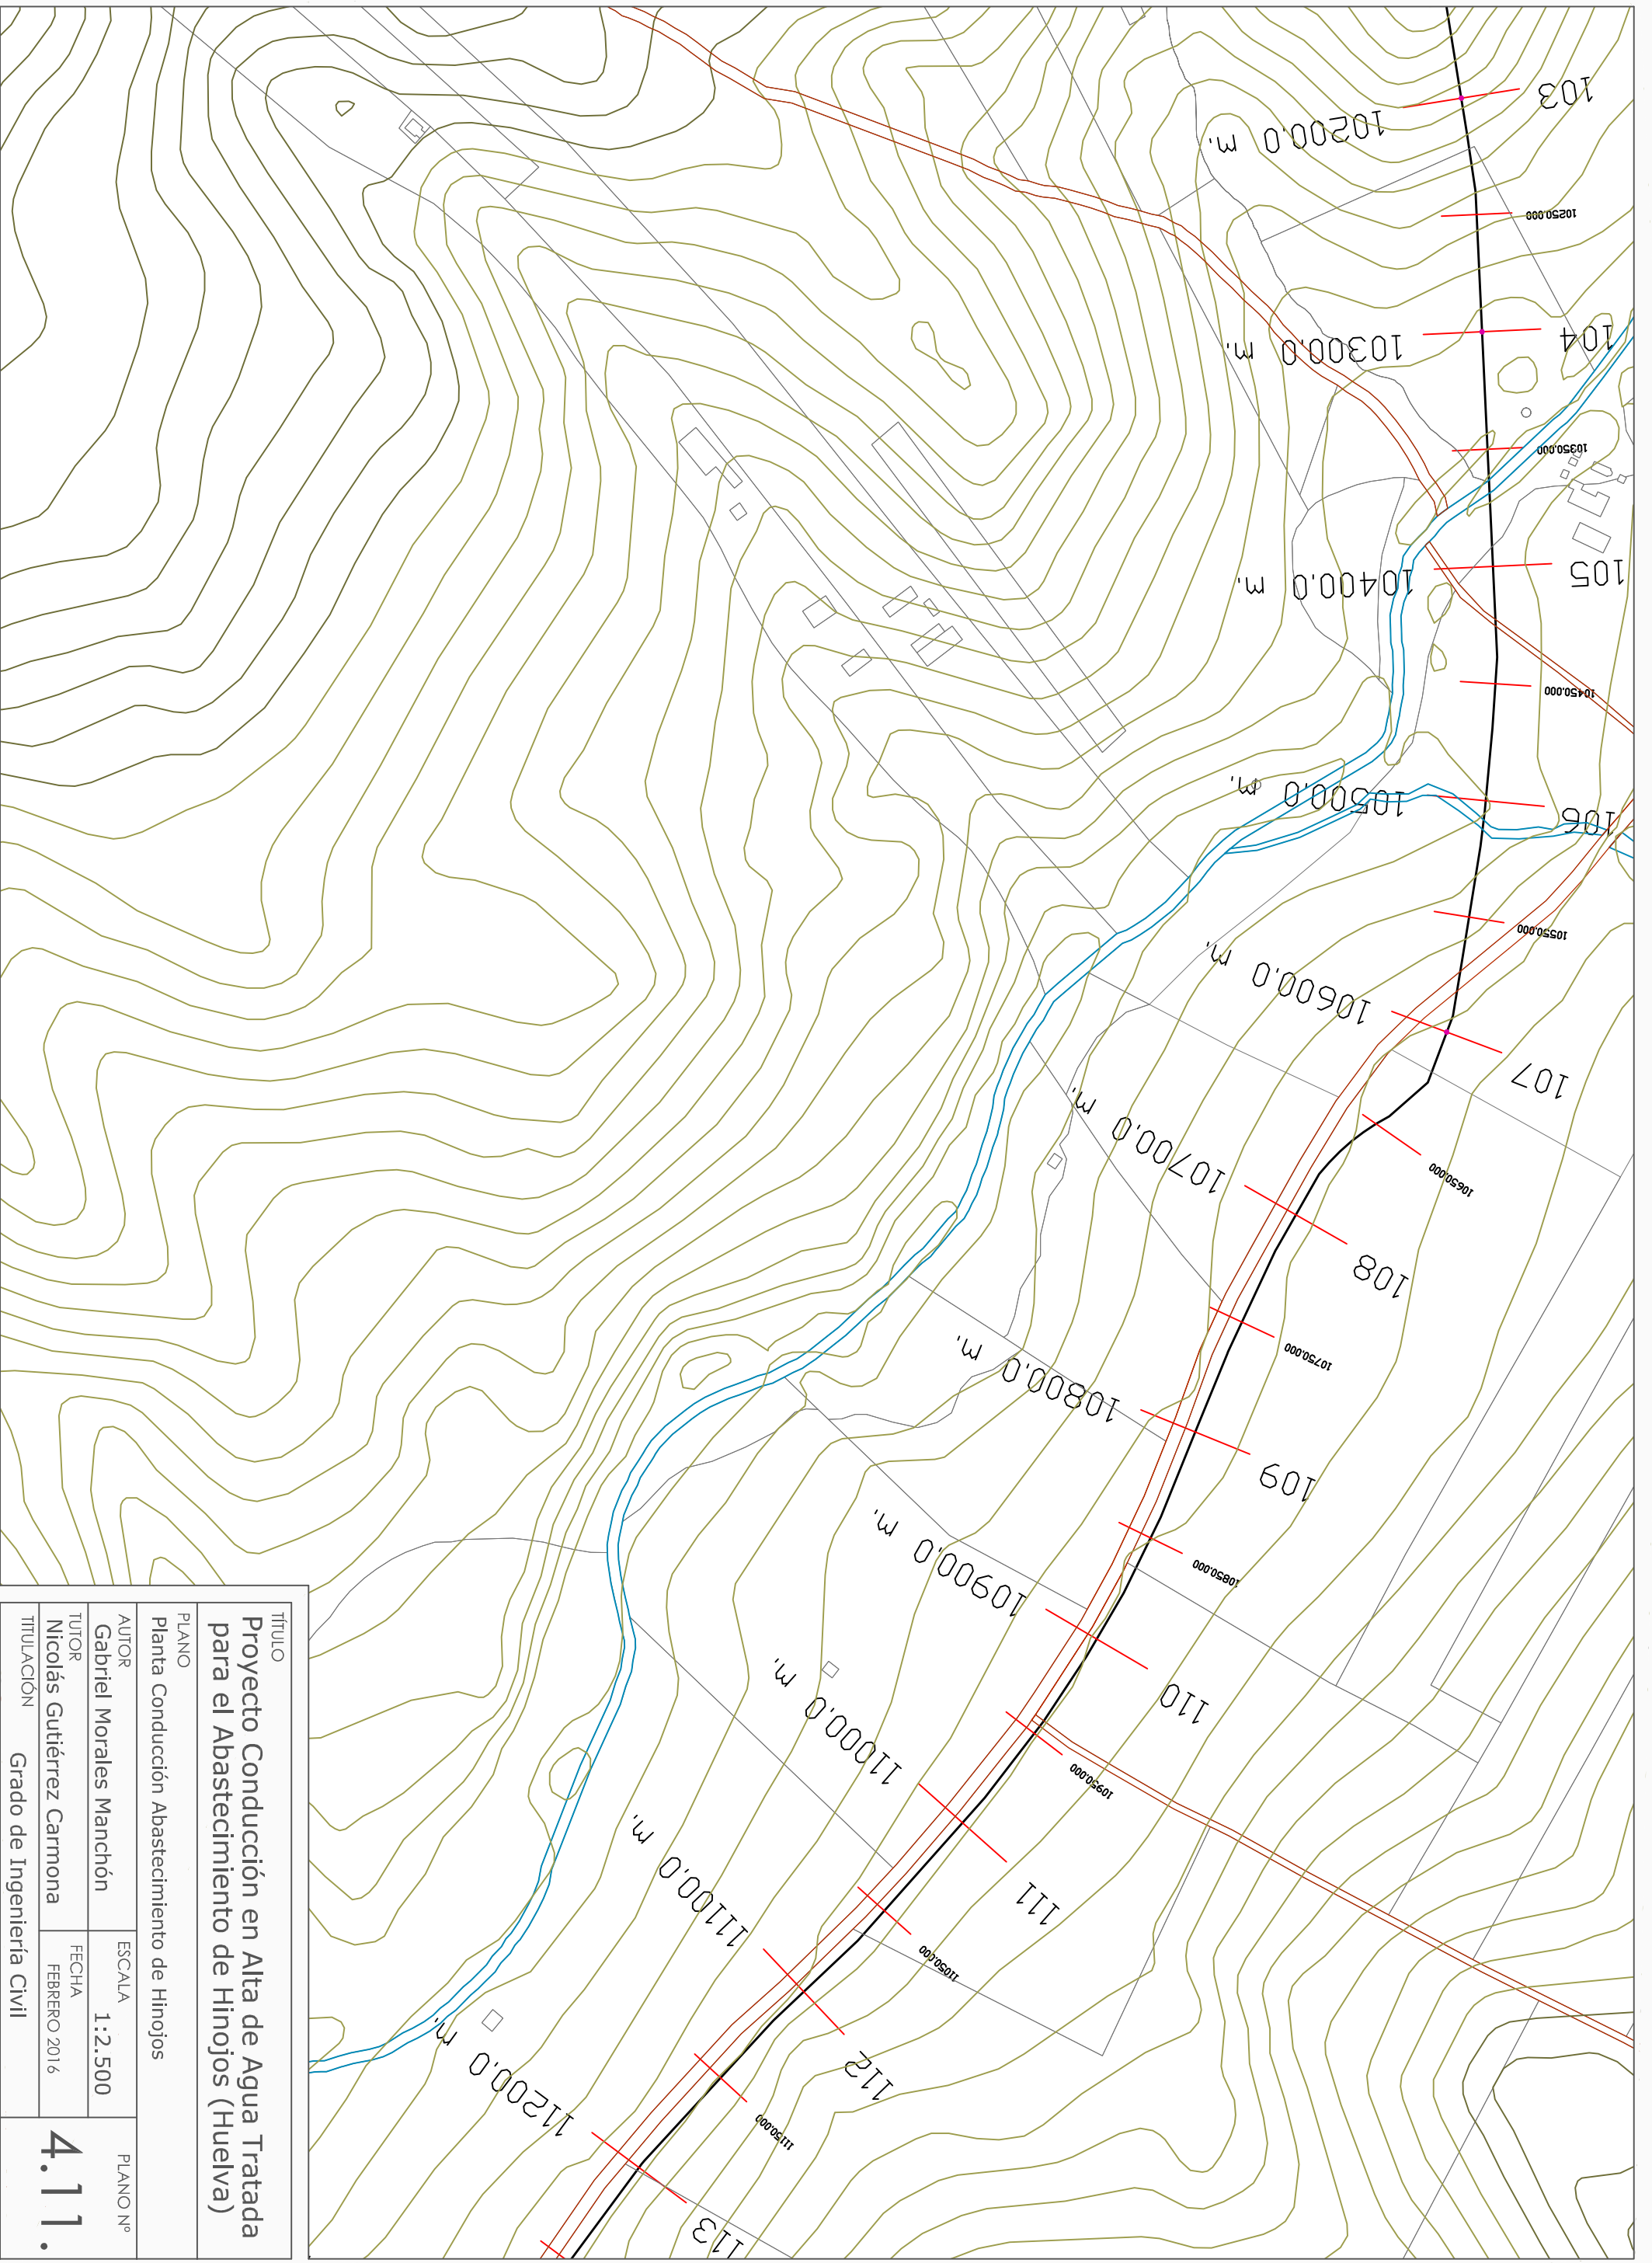 103
10200.0 m.
10250.000
104
10300.0 m.
10350.000
105
10400.0 m.
10450.000
106
10500.0 m.
10550.000
107
10600.0 m.
10650.000
108
10700.0 m.
10750.000
109
10800.0 m.
10850.000
110
10900.0 m.
10950.000
111
11000.0 m.
11050.000
112
11100.0 m.
11150.000
113
11200.0 m.
TÍTULO
Proyecto Conducción en Alta de Agua Tratada
para el Abastecimiento de Hinojos (Huelva)
PLANO
Planta Conducción Abastecimiento de Hinojos
AUTOR
Gabriel Morales Manchón
TUTOR
Nicolás Gutiérrez Carmona
TITULACIÓN
Grado de Ingeniería Civil
ESCALA
1:2.500
FECHA
FEBRERO 2016
PLANO Nº
4.11.